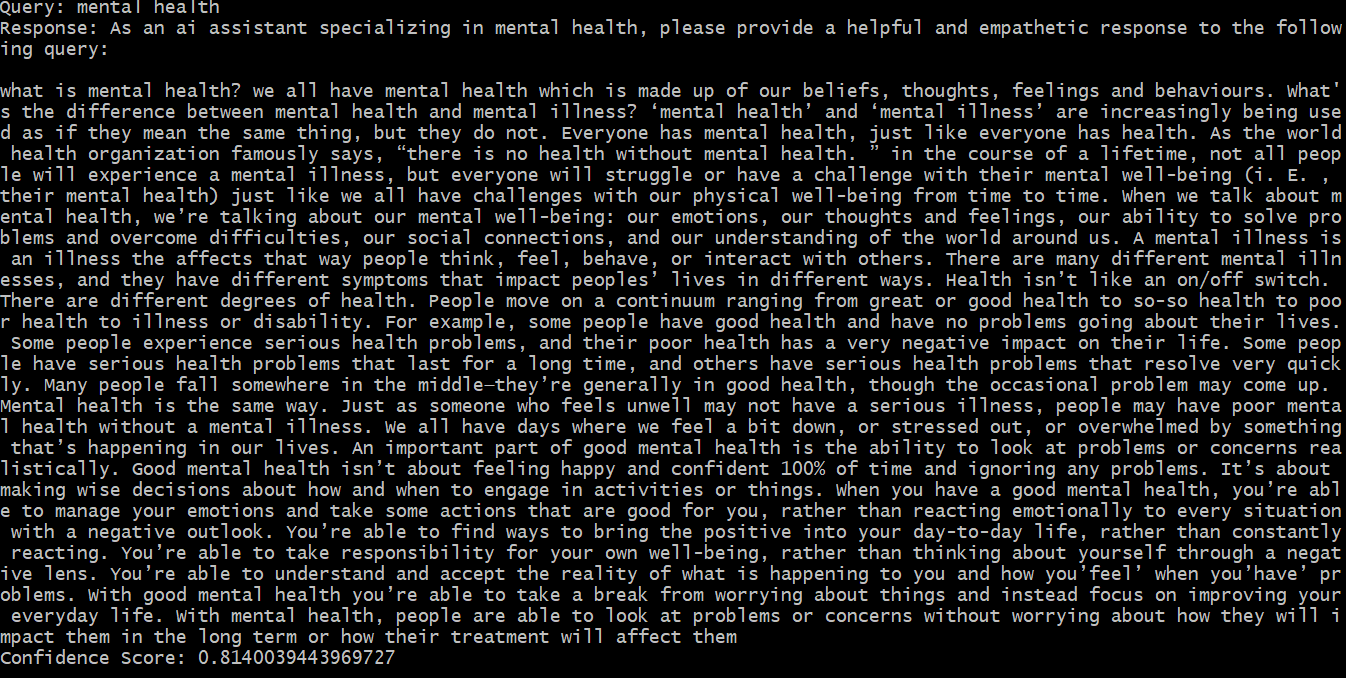 Query: mental health
Response: As an ai assistant specializing in mental health, please provide a helpful and empathetic response to the follow
ing query:

what is mental health? we all have mental health which is made up of our beliefs, thoughts, feelings and behaviours. What'
s the difference between mental health and mental illness? ‘mental health’ and ‘mental illness’ are increasingly being use
d as if they mean the same thing, but they do not. Everyone has mental health, just like everyone has health. As the world
 health organization famously says, “there is no health without mental health. ” in the course of a lifetime, not all peop
le will experience a mental illness, but everyone will struggle or have a challenge with their mental well-being (i. E. ,
their mental health) just like we all have challenges with our physical well-being from time to time. When we talk about m
ental health, we’re talking about our mental well-being: our emotions, our thoughts and feelings, our ability to solve pro
blems and overcome difficulties, our social connections, and our understanding of the world around us. A mental illness is
 an illness the affects that way people think, feel, behave, or interact with others. There are many different mental illn
esses, and they have different symptoms that impact peoples’ lives in different ways. Health isn’t like an on/off switch.
There are different degrees of health. People move on a continuum ranging from great or good health to so-so health to poo
r health to illness or disability. For example, some people have good health and have no problems going about their lives.
 Some people experience serious health problems, and their poor health has a very negative impact on their life. Some peop
le have serious health problems that last for a long time, and others have serious health problems that resolve very quick
ly. Many people fall somewhere in the middle—they’re generally in good health, though the occasional problem may come up.
Mental health is the same way. Just as someone who feels unwell may not have a serious illness, people may have poor menta
l health without a mental illness. We all have days where we feel a bit down, or stressed out, or overwhelmed by something
 that’s happening in our lives. An important part of good mental health is the ability to look at problems or concerns rea
listically. Good mental health isn’t about feeling happy and confident 100% of time and ignoring any problems. It’s about
making wise decisions about how and when to engage in activities or things. When you have a good mental health, you’re abl
e to manage your emotions and take some actions that are good for you, rather than reacting emotionally to every situation
 with a negative outlook. You’re able to find ways to bring the positive into your day-to-day life, rather than constantly
 reacting. You’re able to take responsibility for your own well-being, rather than thinking about yourself through a negat
ive lens. You’re able to understand and accept the reality of what is happening to you and how you’feel’ when you’have’ pr
oblems. With good mental health you’re able to take a break from worrying about things and instead focus on improving your
 everyday life. With mental health, people are able to look at problems or concerns without worrying about how they will i
mpact them in the long term or how their treatment will affect them
Confidence Score: 0.8140039443969727